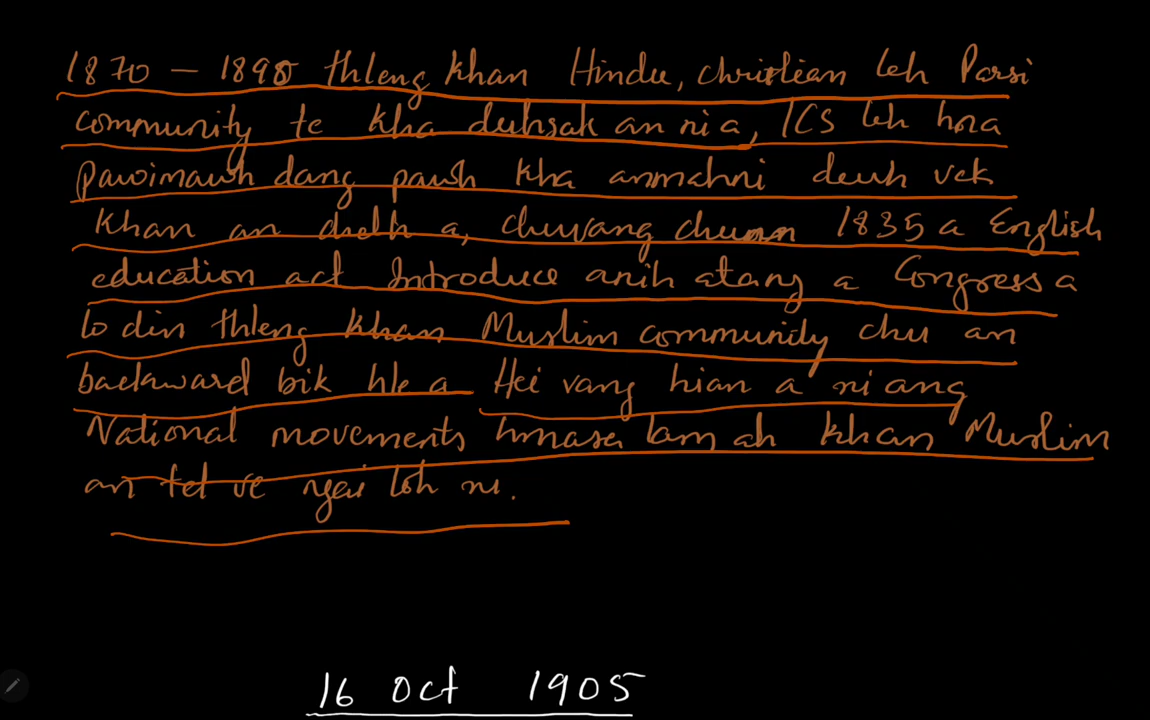 1870 – 1898 thleng khan Hindu, christian leh Parsi
community te kha duhsak an ni a, ICS leh hna
pawimawh dang pawh kha anmahni deuh vek
khan an dielh a, chuvang chuan 1835 a English
education act Introduce anih atang a Congress a
lo din thleng khan Muslim community chu an
backward bik hle a Hei vang hian a ni ang
National movements hmasa lam ah khan Muslim
an tel ve ngai loh ni.
16 Oct 1905